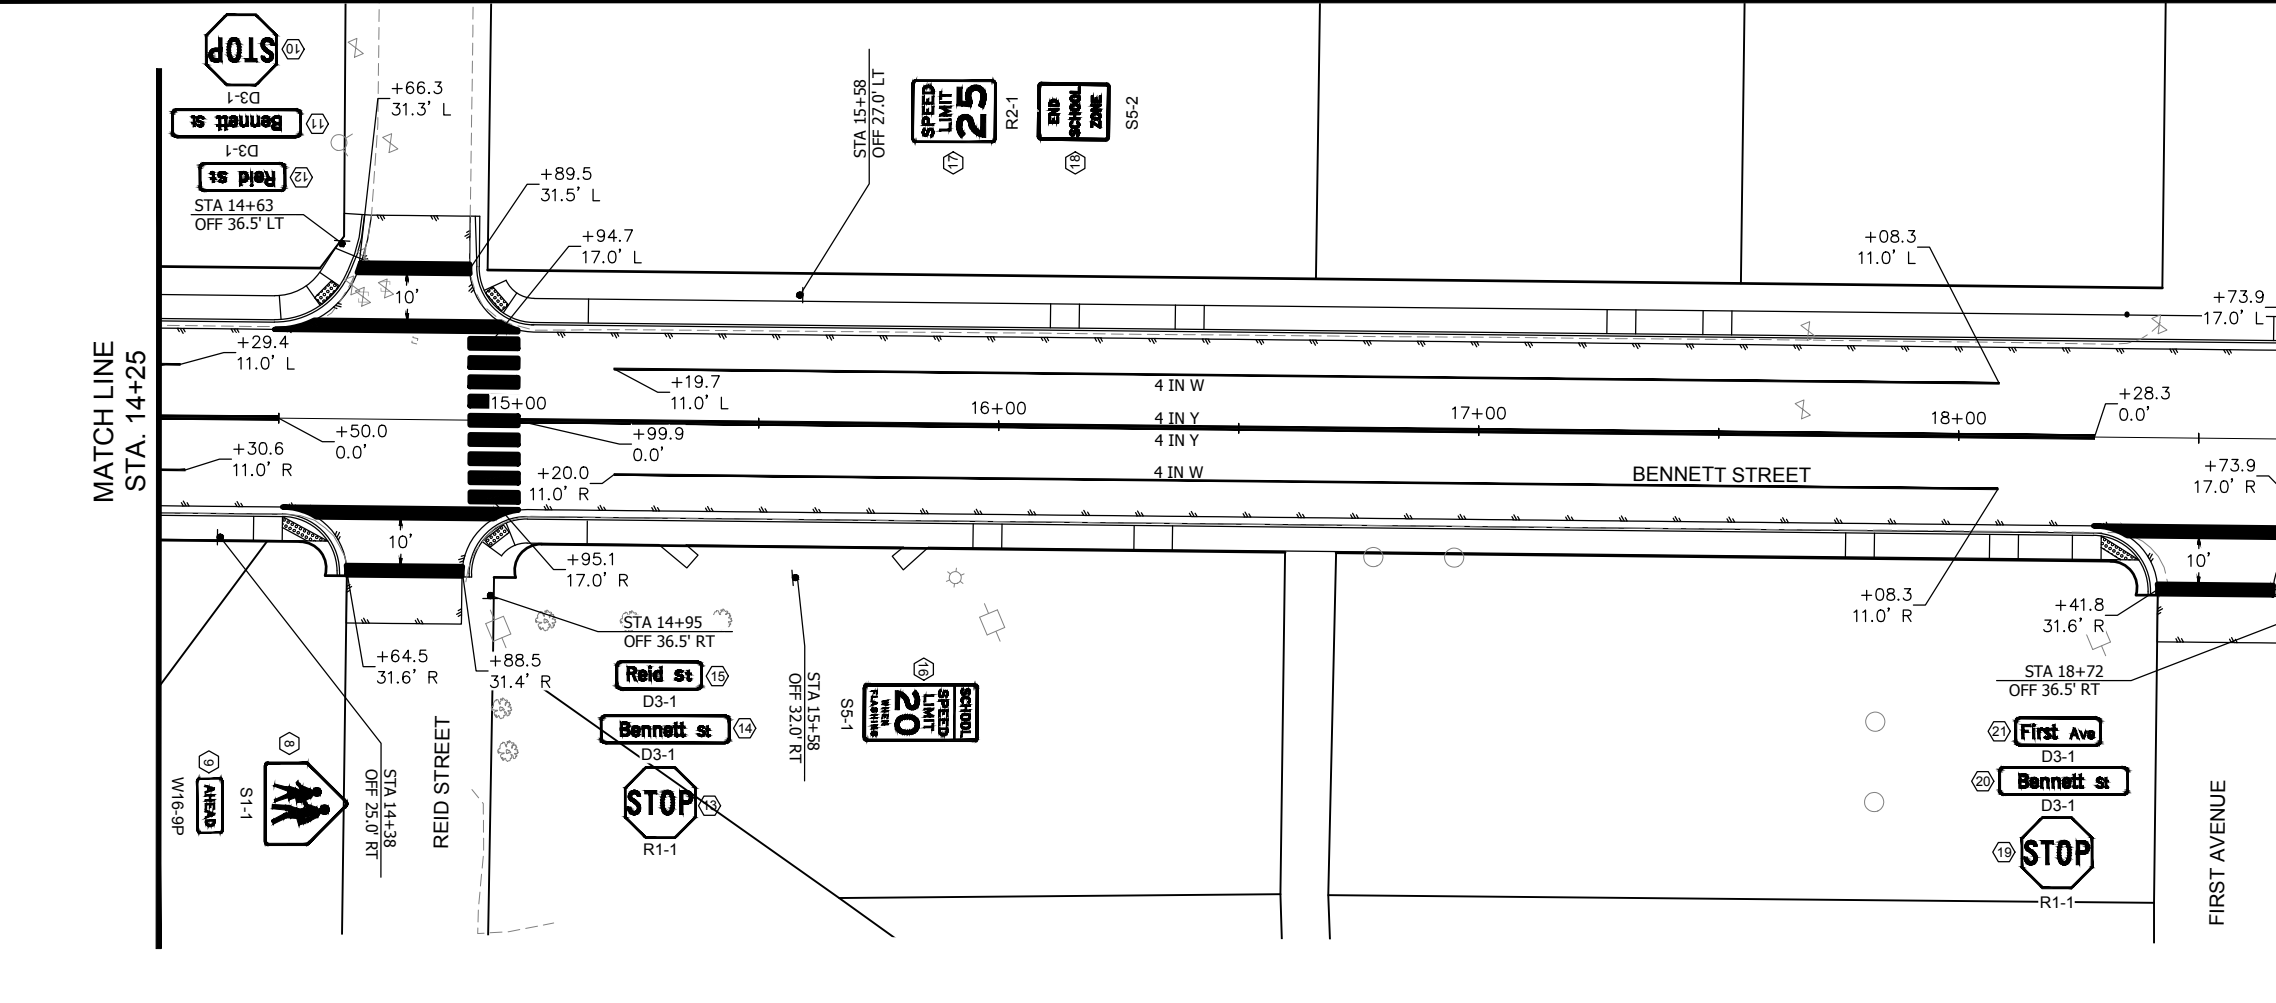 STOP
10
D3-1
Bennett st
11
D3-1
Reid st
12
STA 14+63
OFF 36.5' LT
+66.3
31.3' L
+89.5
31.5' L
+94.7
17.0' L
10'
STA 15+58
OFF 27.0' LT
SPEED
LIMIT
25
R2-1
17
END
SCHOOL
ZONE
S5-2
18
+08.3
11.0' L
+73.9
17.0' L
MATCH LINE
STA. 14+25
+29.4
11.0' L
+50.0
0.0'
+30.6
11.0' R
15+00
+19.7
11.0' L
+99.9
0.0'
+20.0
11.0' R
4 IN W
4 IN Y
4 IN Y
4 IN W
16+00
17+00
18+00
+28.3
0.0'
BENNETT STREET
+73.9
17.0' R
10'
10'
+95.1
17.0' R
+64.5
31.6' R
+88.5
31.4' R
STA 14+95
OFF 36.5' RT
Reid st
15
D3-1
Bennett st
14
D3-1
STOP
13
R1-1
STA 15+58
OFF 32.0' RT
16
SCHOOL
SPEED
LIMIT
20
WHEN
FLASHING
S5-1
+08.3
11.0' R
+41.8
31.6' R
STA 18+72
OFF 36.5' RT
21
First Ave
D3-1
20
Bennett st
D3-1
19
STOP
R1-1
FIRST AVENUE
REID STREET
STA 14+38
OFF 25.0' RT
8
S1-1
9
AHEAD
W16-9P